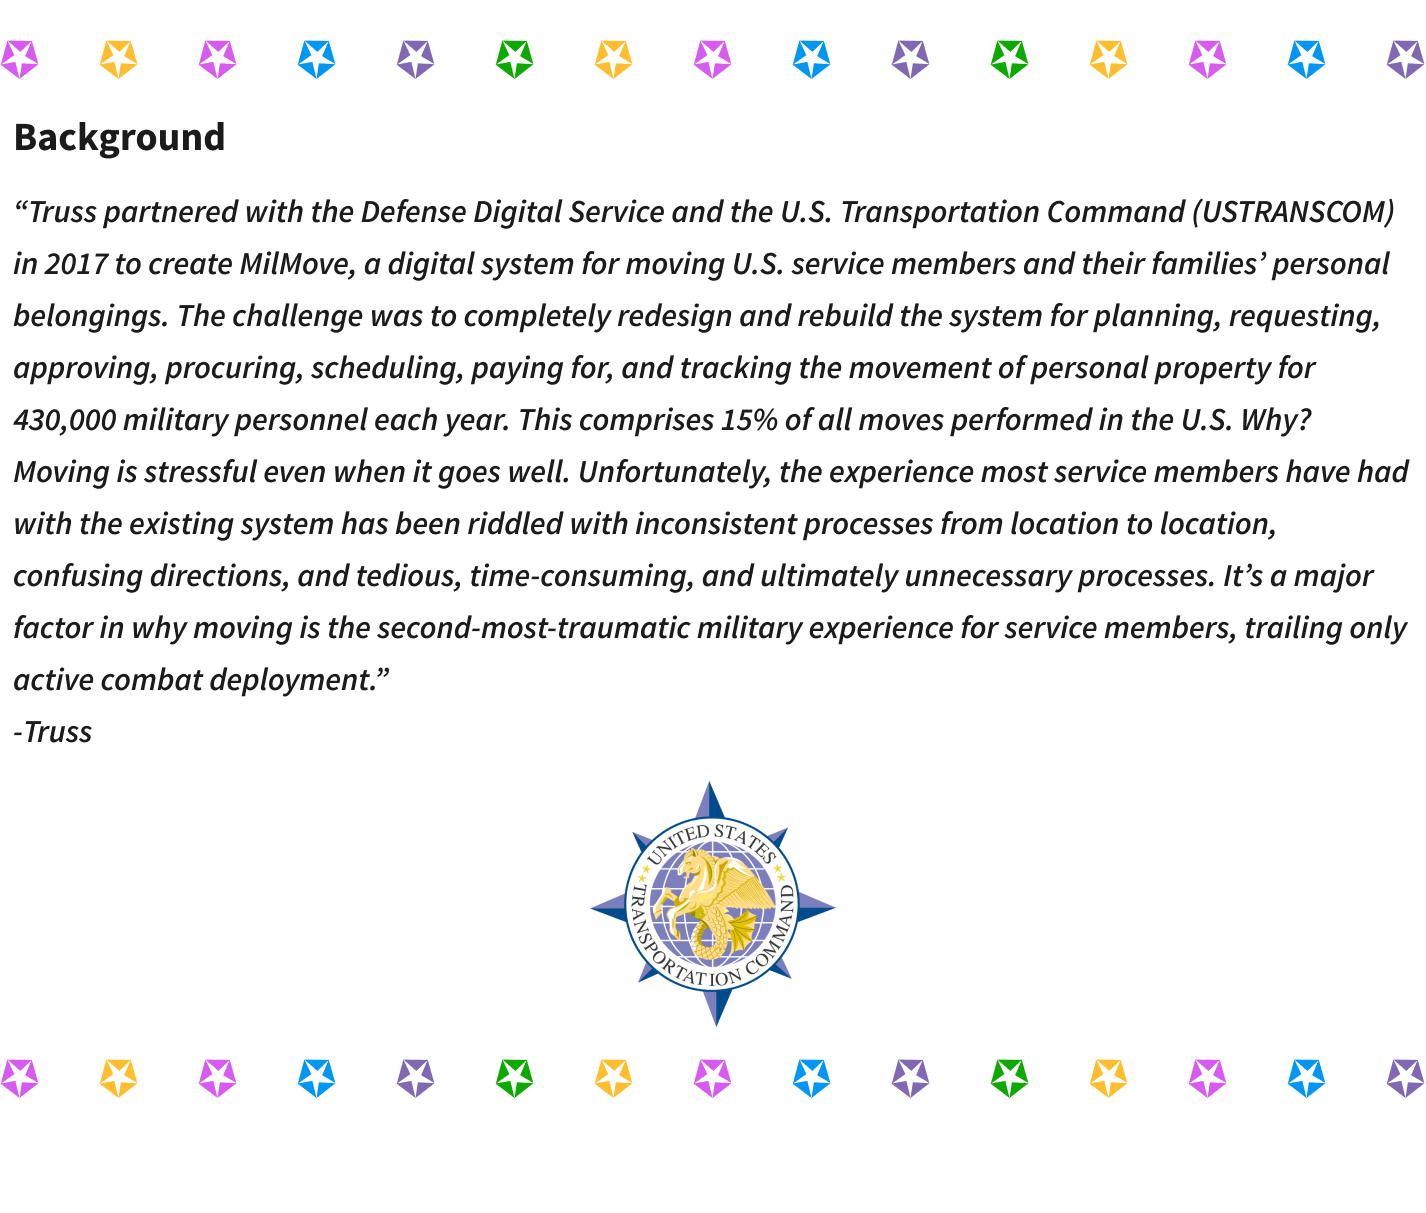 Background
“Truss partnered with the Defense Digital Service and the U.S. Transportation Command (USTRANSCOM)
in 2017 to create MilMove, a digital system for moving U.S. service members and their families’ personal
belongings. The challenge was to completely redesign and rebuild the system for planning, requesting,
approving, procuring, scheduling, paying for, and tracking the movement of personal property for
430,000 military personnel each year. This comprises 15% of all moves performed in the U.S. Why?
Moving is stressful even when it goes well. Unfortunately, the experience most service members have had
with the existing system has been riddled with inconsistent processes from location to location,
confusing directions, and tedious, time-consuming, and ultimately unnecessary processes. It’s a major
factor in why moving is the second-most-traumatic military experience for service members, trailing only
active combat deployment.”
-Truss
UNITED STATES
TRANSPORTATION COMMAND